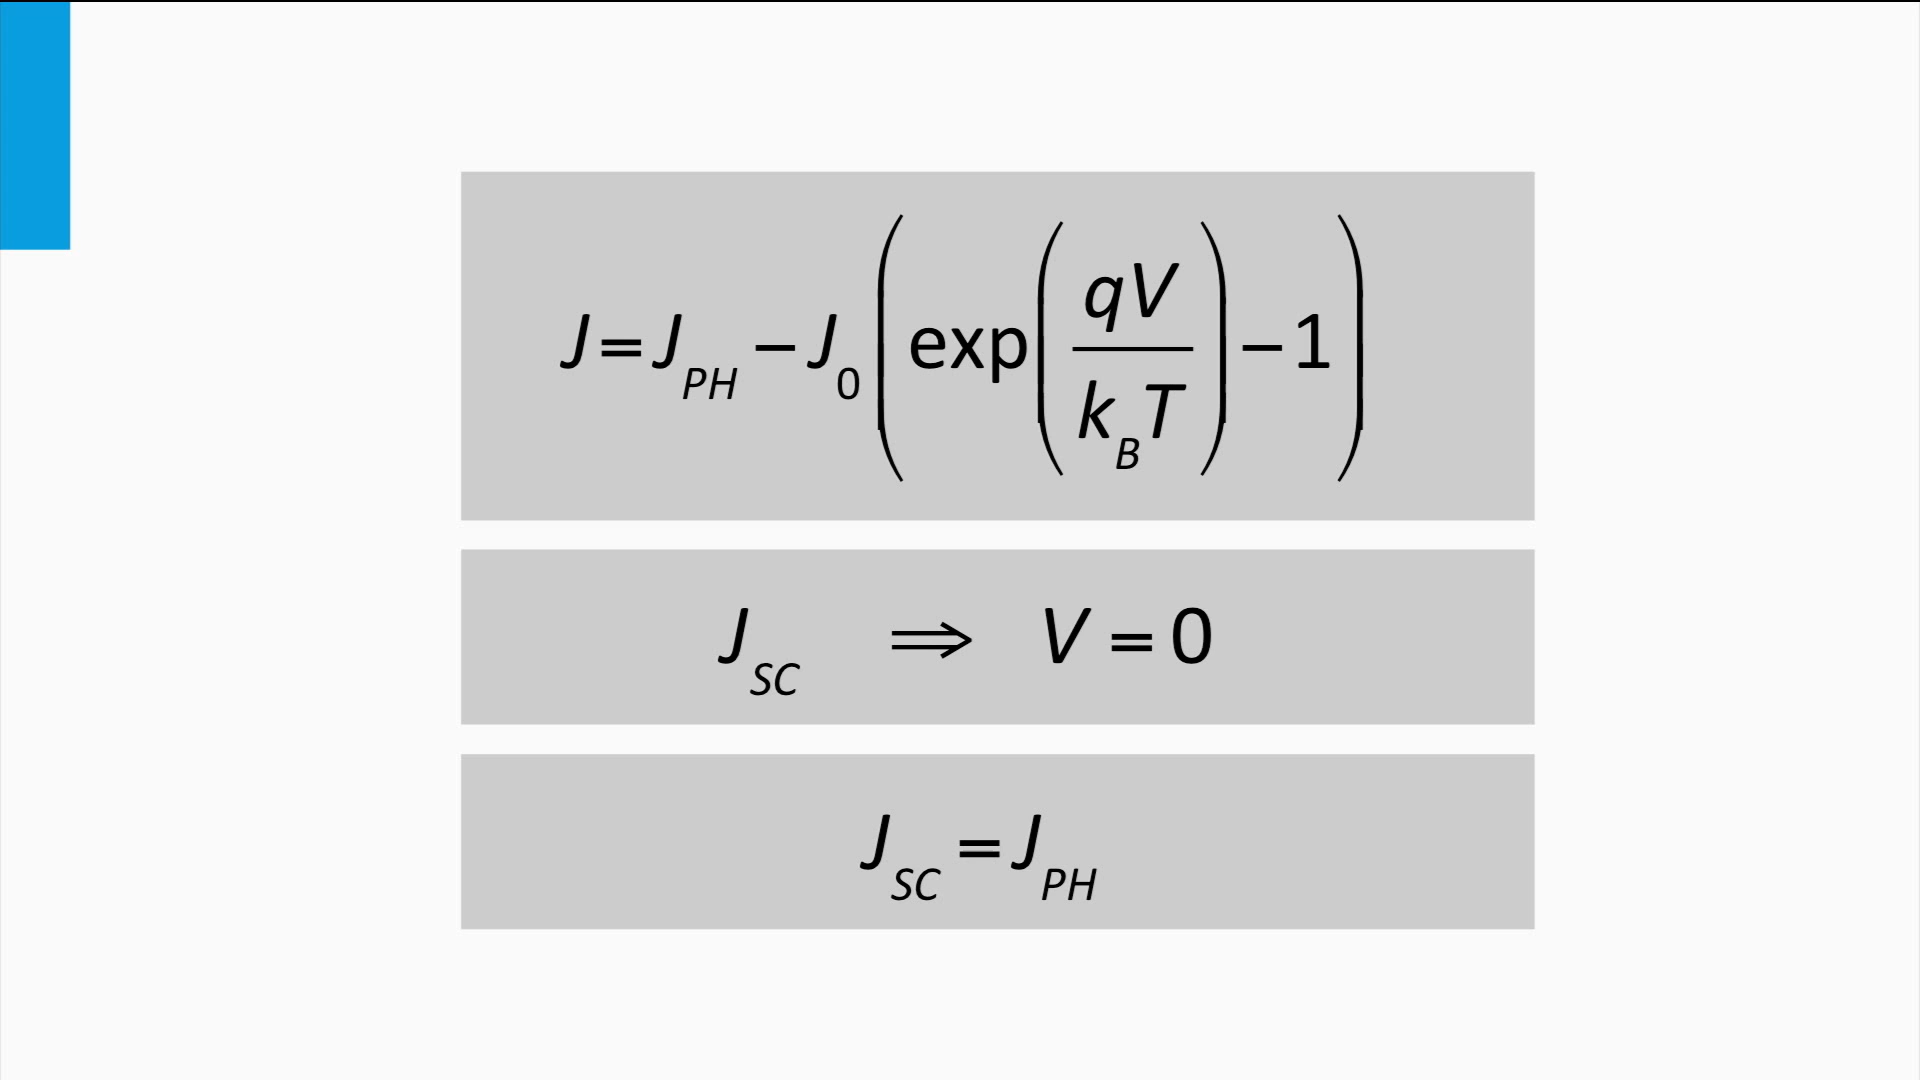 J = J_PH − J_0 ( exp( qV / k_B T ) − 1 )
J_SC ⟹ V = 0
J_SC = J_PH